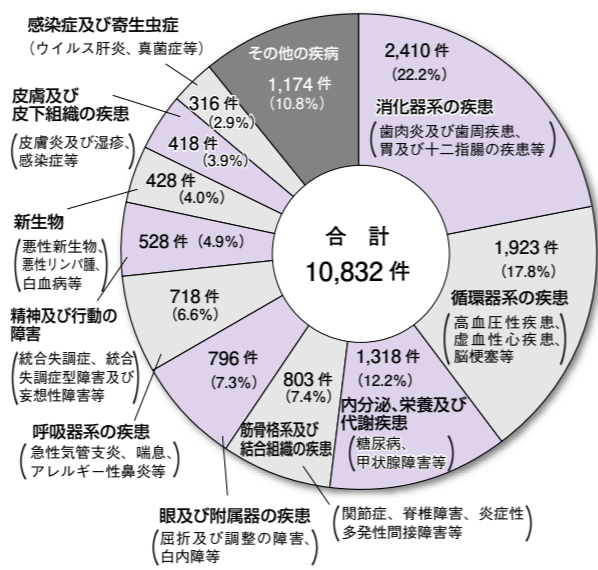 感染症及び寄生虫症
(ウイルス肝炎、真菌症等)
その他の疾病
1,174 件
(10.8%)
2,410 件
(22.2%)
消化器系の疾患
(歯肉炎及び歯周疾患、
胃及び十二指腸の疾患等)
316 件
(2.9%)
皮膚及び
皮下組織の疾患
(皮膚炎及び湿疹、
感染症等)
418 件
(3.9%)
428 件
(4.0%)
新生物
(悪性新生物、
悪性リンパ腫、
白血病等)
528 件 (4.9%)
合 計
10,832 件
1,923 件
(17.8%)
循環器系の疾患
(高血圧性疾患、
虚血性心疾患、
脳梗塞等)
精神及び行動の
障害
(統合失調症、統合
失調症型障害及び
妄想性障害等)
718 件
(6.6%)
796 件
(7.3%)
803 件
(7.4%)
筋骨格系及び
結合組織の疾患
1,318 件
(12.2%)
内分泌、栄養及び
代謝疾患
(糖尿病、
甲状腺障害等)
呼吸器系の疾患
(急性気管支炎、喘息、
アレルギー性鼻炎等)
眼及び附属器の疾患
(屈折及び調整の障害、
白内障等)
(関節症、脊椎障害、炎症性
多発性間接障害等)